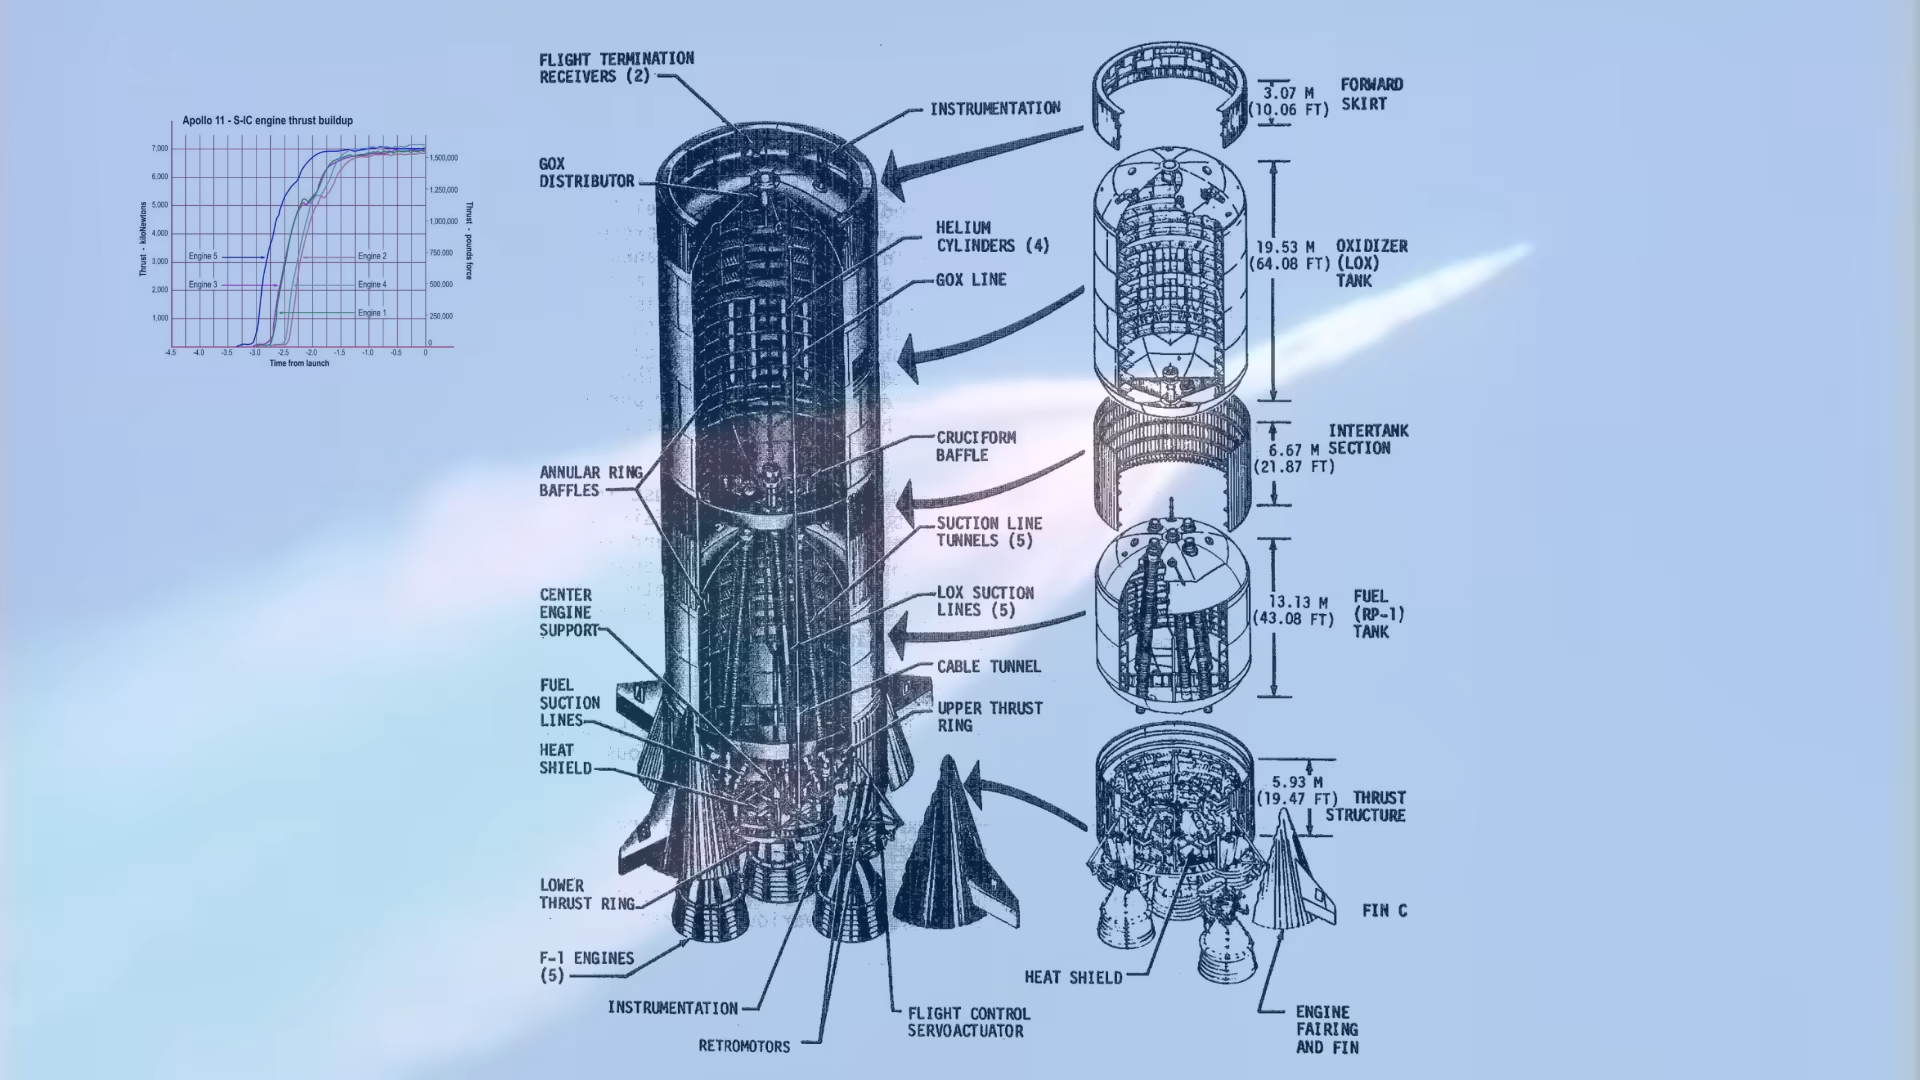 Apollo 11 - S-IC engine thrust buildup
7,000
6,000
5,000
4,000
3,000
2,000
1,000
Thrust - kiloNewtons
1,500,000
1,250,000
1,000,000
750,000
500,000
250,000
0
Thrust - pounds force
Engine 5
Engine 2
Engine 3
Engine 4
Engine 1
-4.5 -4.0 -3.5 -3.0 -2.5 -2.0 -1.5 -1.0 -0.5 0
Time from launch
FLIGHT TERMINATION
RECEIVERS (2)
GOX
DISTRIBUTOR
ANNULAR RING
BAFFLES
CENTER
ENGINE
SUPPORT
FUEL
SUCTION
LINES
HEAT
SHIELD
LOWER
THRUST RING
F-1 ENGINES
(5)
INSTRUMENTATION
RETROMOTORS
INSTRUMENTATION
HELIUM
CYLINDERS (4)
GOX LINE
CRUCIFORM
BAFFLE
SUCTION LINE
TUNNELS (5)
LOX SUCTION
LINES (5)
CABLE TUNNEL
UPPER THRUST
RING
FLIGHT CONTROL
SERVOACTUATOR
3.07 M
(10.06 FT)
FORWARD
SKIRT
19.53 M
(64.08 FT)
OXIDIZER
(LOX)
TANK
6.67 M
(21.87 FT)
INTERTANK
SECTION
13.13 M
(43.08 FT)
FUEL
(RP-1)
TANK
5.93 M
(19.47 FT)
THRUST
STRUCTURE
FIN C
HEAT SHIELD
ENGINE
FAIRING
AND FIN